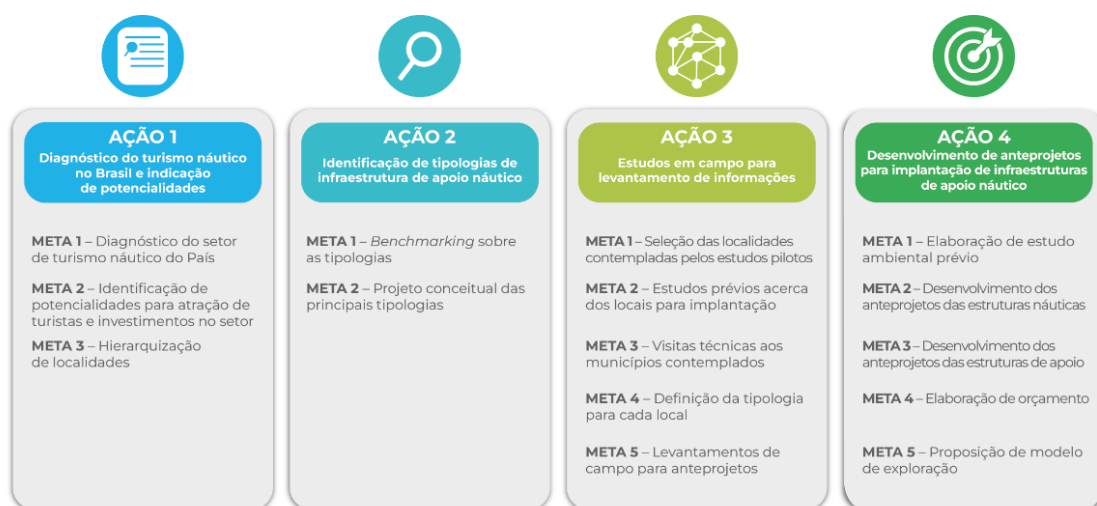 AÇÃO 1
Diagnóstico do turismo náutico
no Brasil e indicação
de potencialidades
META 1 – Diagnóstico do setor
de turismo náutico do País
META 2 – Identificação de
potencialidades para atração de
turistas e investimentos no setor
META 3 – Hierarquização
de localidades
AÇÃO 2
Identificação de tipologias de
infraestrutura de apoio náutico
META 1 – Benchmarking sobre
as tipologias
META 2 – Projeto conceitual das
principais tipologias
AÇÃO 3
Estudos em campo para
levantamento de informações
META 1 – Seleção das localidades
contempladas pelos estudos pilotos
META 2 – Estudos prévios acerca
dos locais para implantação
META 3 – Visitas técnicas aos
municípios contemplados
META 4 – Definição da tipologia
para cada local
META 5 – Levantamentos de
campo para anteprojetos
AÇÃO 4
Desenvolvimento de anteprojetos
para implantação de infraestruturas
de apoio náutico
META 1 – Elaboração de estudo
ambiental prévio
META 2 – Desenvolvimento dos
anteprojetos das estruturas náuticas
META 3 – Desenvolvimento dos
anteprojetos das estruturas de apoio
META 4 – Elaboração de orçamento
META 5 – Proposição de modelo
de exploração